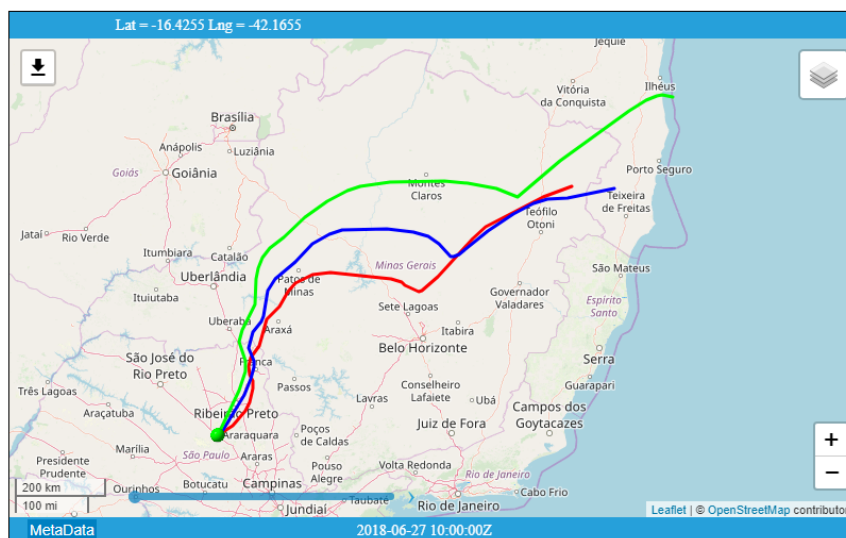 Lat = -16.4255 Lng = -42.1655
Jequié
Ilhéus
Vitória
da Conquista
Brasília
Anápolis
Luziânia
Goiás
Goiânia
Porto Seguro
Montes
Claros
Teixeira
de Freitas
Teófilo
Otoni
Jataí
Rio Verde
Itumbiara
Catalão
Uberlândia
Patos de
Minas
Minas Gerais
São Mateus
Ituiutaba
Governador
Valadares
Espírito
Santo
Sete Lagoas
Uberaba
Araxá
Itabira
Belo Horizonte
São José do
Rio Preto
Franca
Serra
Guarapari
Três Lagoas
Passos
Conselheiro
Lafaiete
Araçatuba
Ribeirão Preto
Lavras
Ubá
Campos dos
Goytacazes
Araraquara
Poços
de Caldas
Juiz de Fora
Marília
São Paulo
Araras
Presidente
Prudente
Pouso
Alegre
Volta Redonda
Rio de Janeiro
200 km
Ourinhos
Botucatu
Campinas
Cabo Frio
100 mi
Jundiaí
Taubaté
Rio de Janeiro
+
−
Leaflet | © OpenStreetMap contributor
MetaData
2018-06-27 10:00:00Z